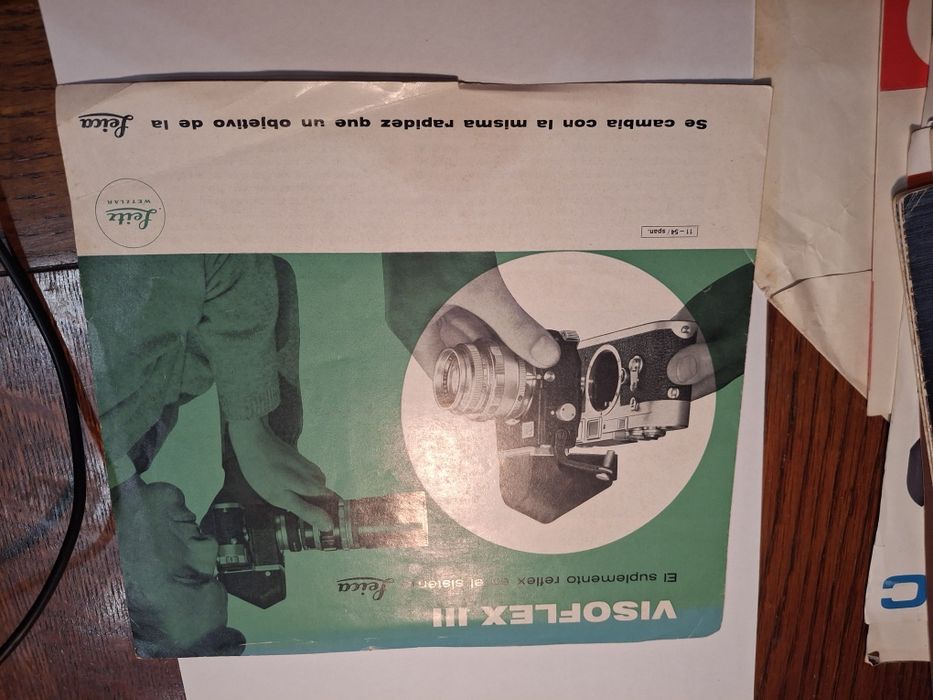 VISOFLEX III
El suplemento reflex en el Leica
Se cambia con la misma rapidez que un objetivo de la Leica
11-54/span.
Leitz
WETZLAR
C